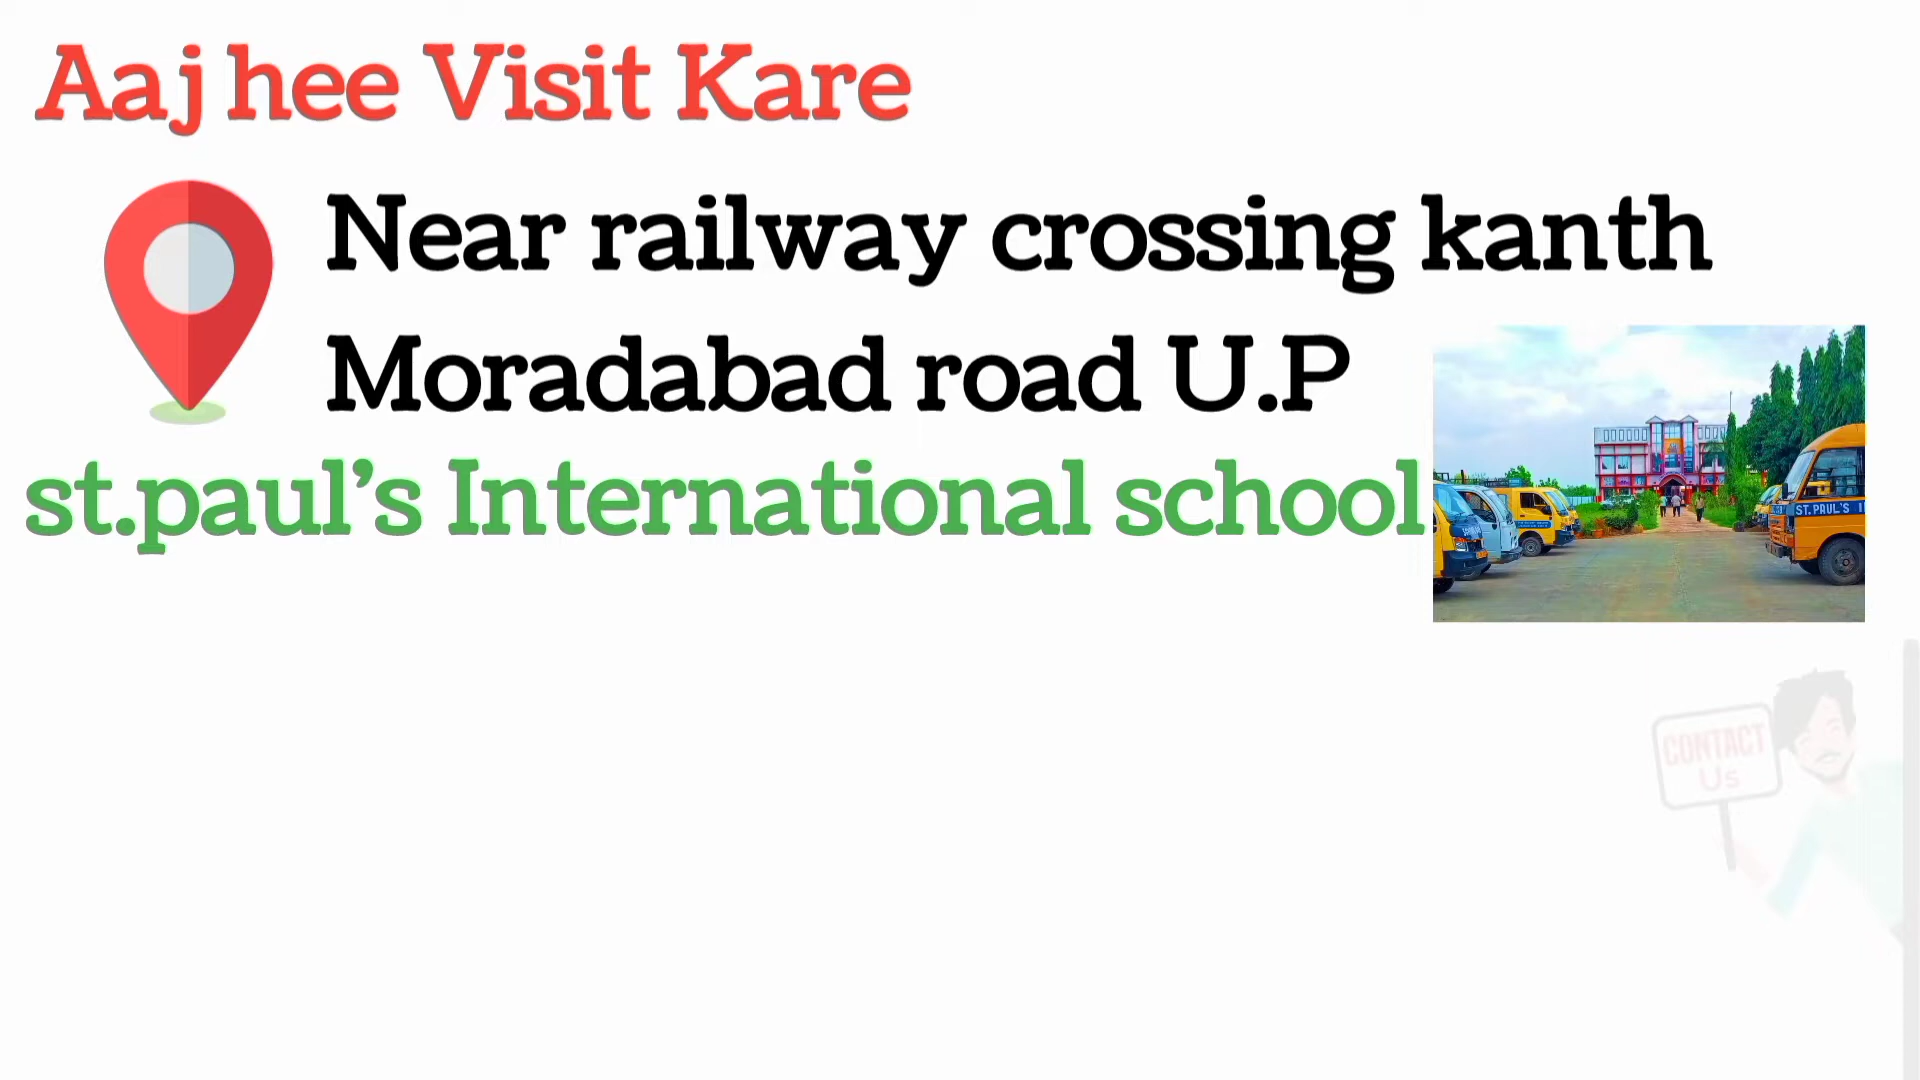 Aaj hee Visit Kare
Near railway crossing kanth
Moradabad road U.P
st.paul’s International school
ST.PAUL'S
CONTACT
Us